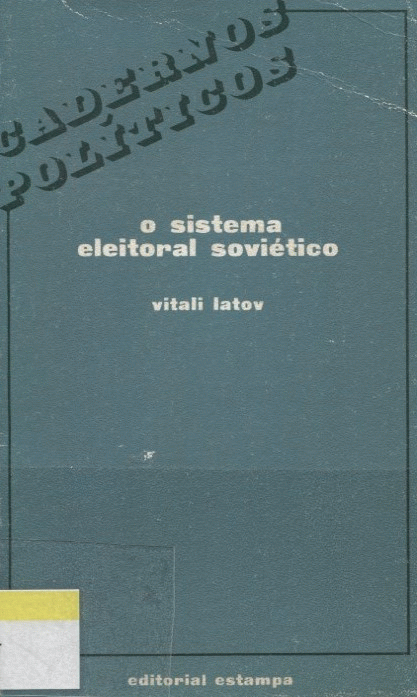 CADERNOS
POLÍTICOS
o sistema
eleitoral soviético
vitali latov
editorial estampa